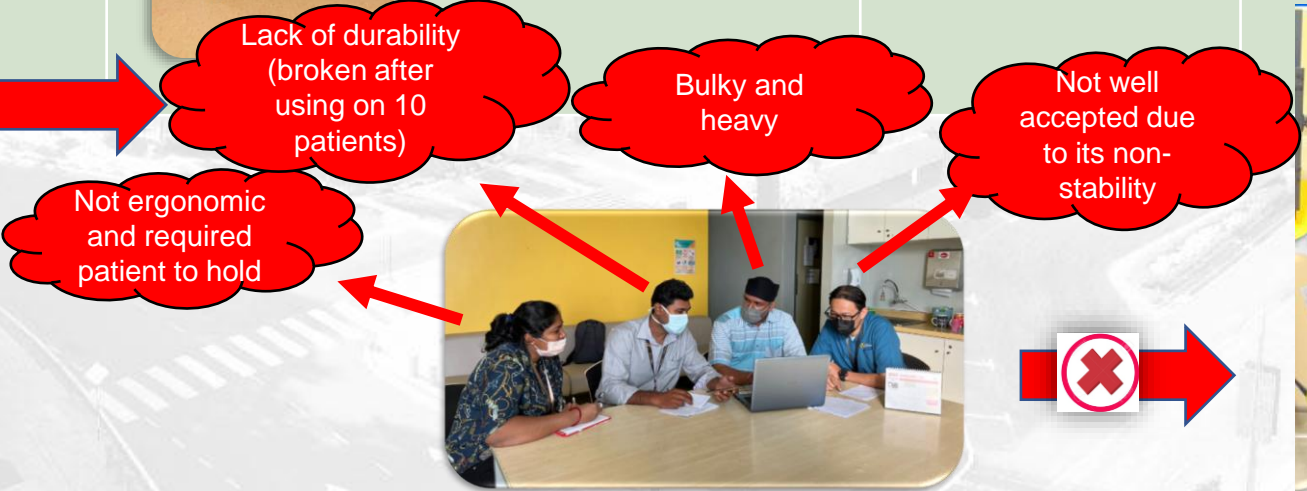 Lack of durability
(broken after
using on 10
patients)
Bulky and
heavy
Not well
accepted due
to its non-
stability
Not ergonomic
and required
patient to hold